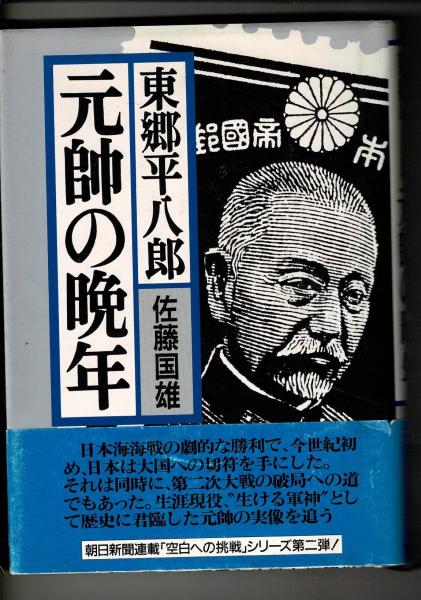 東郷平八郎
元帥の晩年
佐藤国雄
本
帝國郵
日本海海戦の劇的な勝利で、今世紀初
め、日本は大国への切符を手にした。
それは同時に、第二次大戦の破局への道
でもあった。生涯現役、〝生ける軍神〟とし
て歴史に君臨した元帥の実像を追う
朝日新聞連載「空白への挑戦」シリーズ第二弾!